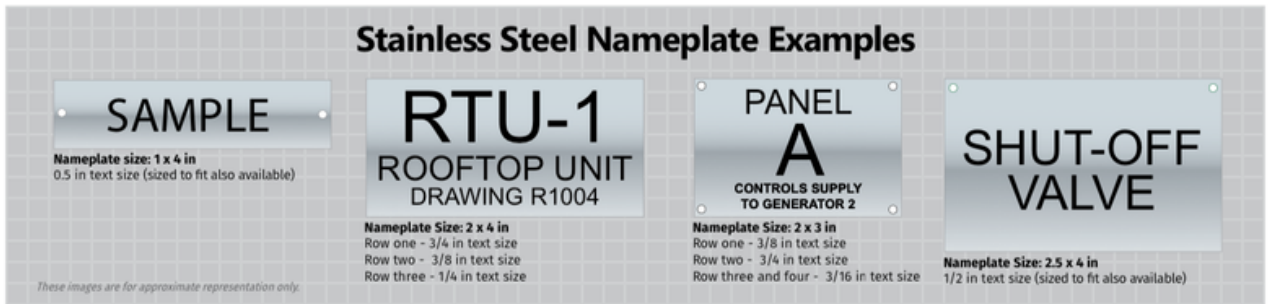 Stainless Steel Nameplate Examples
SAMPLE
Nameplate size: 1 x 4 in
0.5 in text size (sized to fit also available)
RTU-1
ROOFTOP UNIT
DRAWING R1004
Nameplate Size: 2 x 4 in
Row one - 3/4 in text size
Row two - 3/8 in text size
Row three - 1/4 in text size
PANEL
A
CONTROLS SUPPLY
TO GENERATOR 2
Nameplate Size: 2 x 3 in
Row one - 3/8 in text size
Row two - 3/4 in text size
Row three and four - 3/16 in text size
SHUT-OFF
VALVE
Nameplate Size: 2.5 x 4 in
1/2 in text size (sized to fit also available)
These images are for approximate representation only.